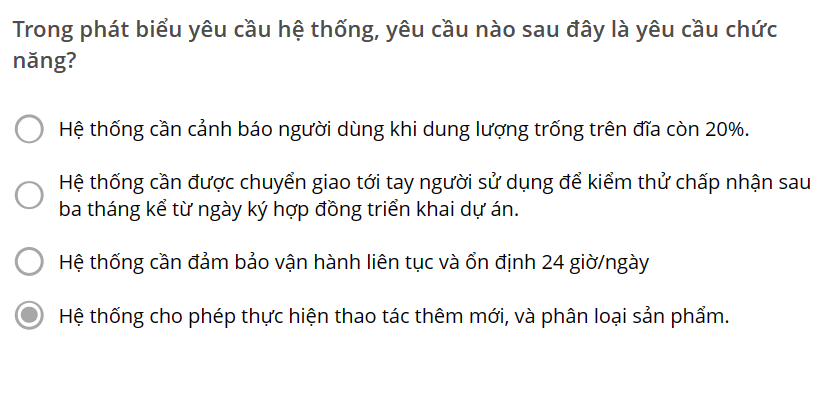 Trong phát biểu yêu cầu hệ thống, yêu cầu nào sau đây là yêu cầu chức
năng?
Hệ thống cần cảnh báo người dùng khi dung lượng trống trên đĩa còn 20%.
Hệ thống cần được chuyển giao tới tay người sử dụng để kiểm thử chấp nhận sau
ba tháng kể từ ngày ký hợp đồng triển khai dự án.
Hệ thống cần đảm bảo vận hành liên tục và ổn định 24 giờ/ngày
Hệ thống cho phép thực hiện thao tác thêm mới, và phân loại sản phẩm.